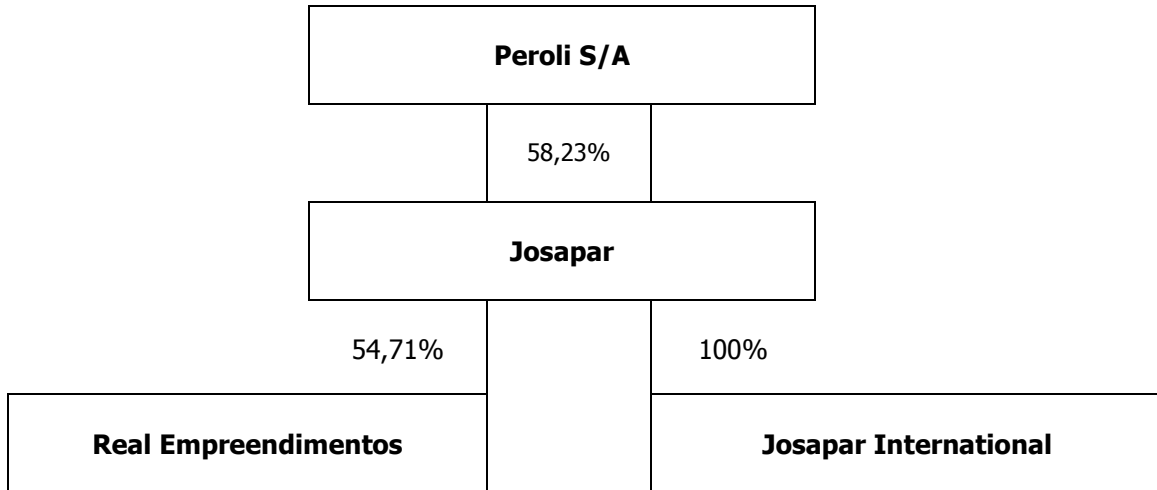 Peroli S/A
58,23%
Josapar
54,71%
100%
Real Empreendimentos
Josapar International